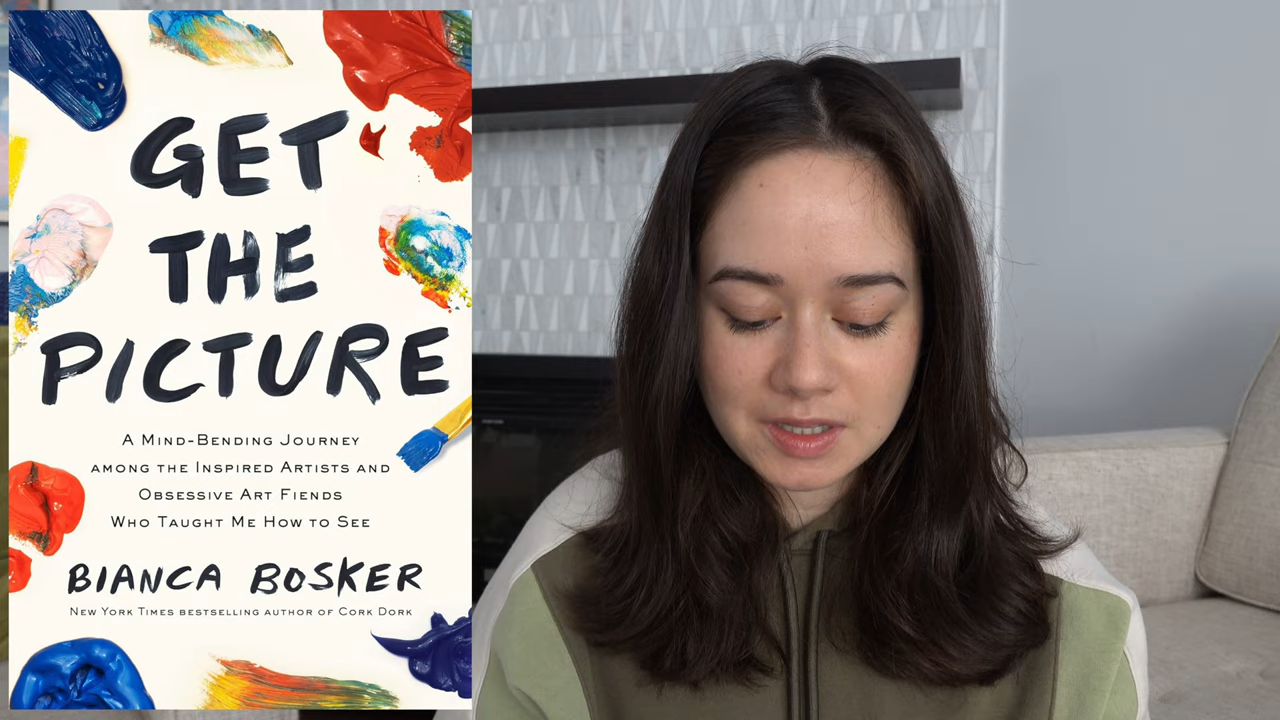 GET
THE
PICTURE
A Mind-Bending Journey
among the Inspired Artists and
Obsessive Art Fiends
Who Taught Me How to See
BIANCA BOSKER
New York Times bestselling author of Cork Dork